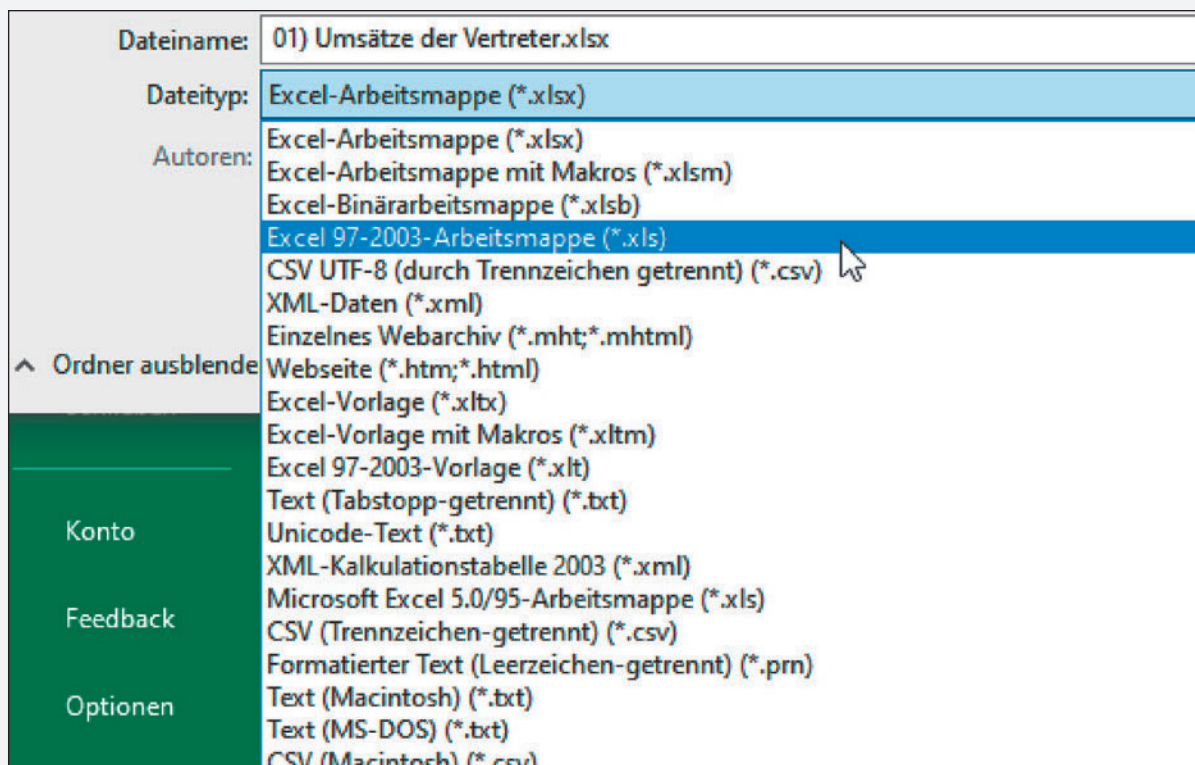 Dateiname: 01) Umsätze der Vertreter.xlsx
Dateityp: Excel-Arbeitsmappe (*.xlsx)
Autoren:
Excel-Arbeitsmappe (*.xlsx)
Excel-Arbeitsmappe mit Makros (*.xlsm)
Excel-Binärarbeitsmappe (*.xlsb)
Excel 97-2003-Arbeitsmappe (*.xls)
CSV UTF-8 (durch Trennzeichen getrennt) (*.csv)
XML-Daten (*.xml)
Einzelnes Webarchiv (*.mht;*.mhtml)
Webseite (*.htm;*.html)
Excel-Vorlage (*.xltx)
Excel-Vorlage mit Makros (*.xltm)
Excel 97-2003-Vorlage (*.xlt)
Text (Tabstopp-getrennt) (*.txt)
Unicode-Text (*.txt)
XML-Kalkulationstabelle 2003 (*.xml)
Microsoft Excel 5.0/95-Arbeitsmappe (*.xls)
CSV (Trennzeichen-getrennt) (*.csv)
Formatierter Text (Leerzeichen-getrennt) (*.prn)
Text (Macintosh) (*.txt)
Text (MS-DOS) (*.txt)
CSV (Macintosh) (*.csv)
Ordner ausblende
Konto
Feedback
Optionen